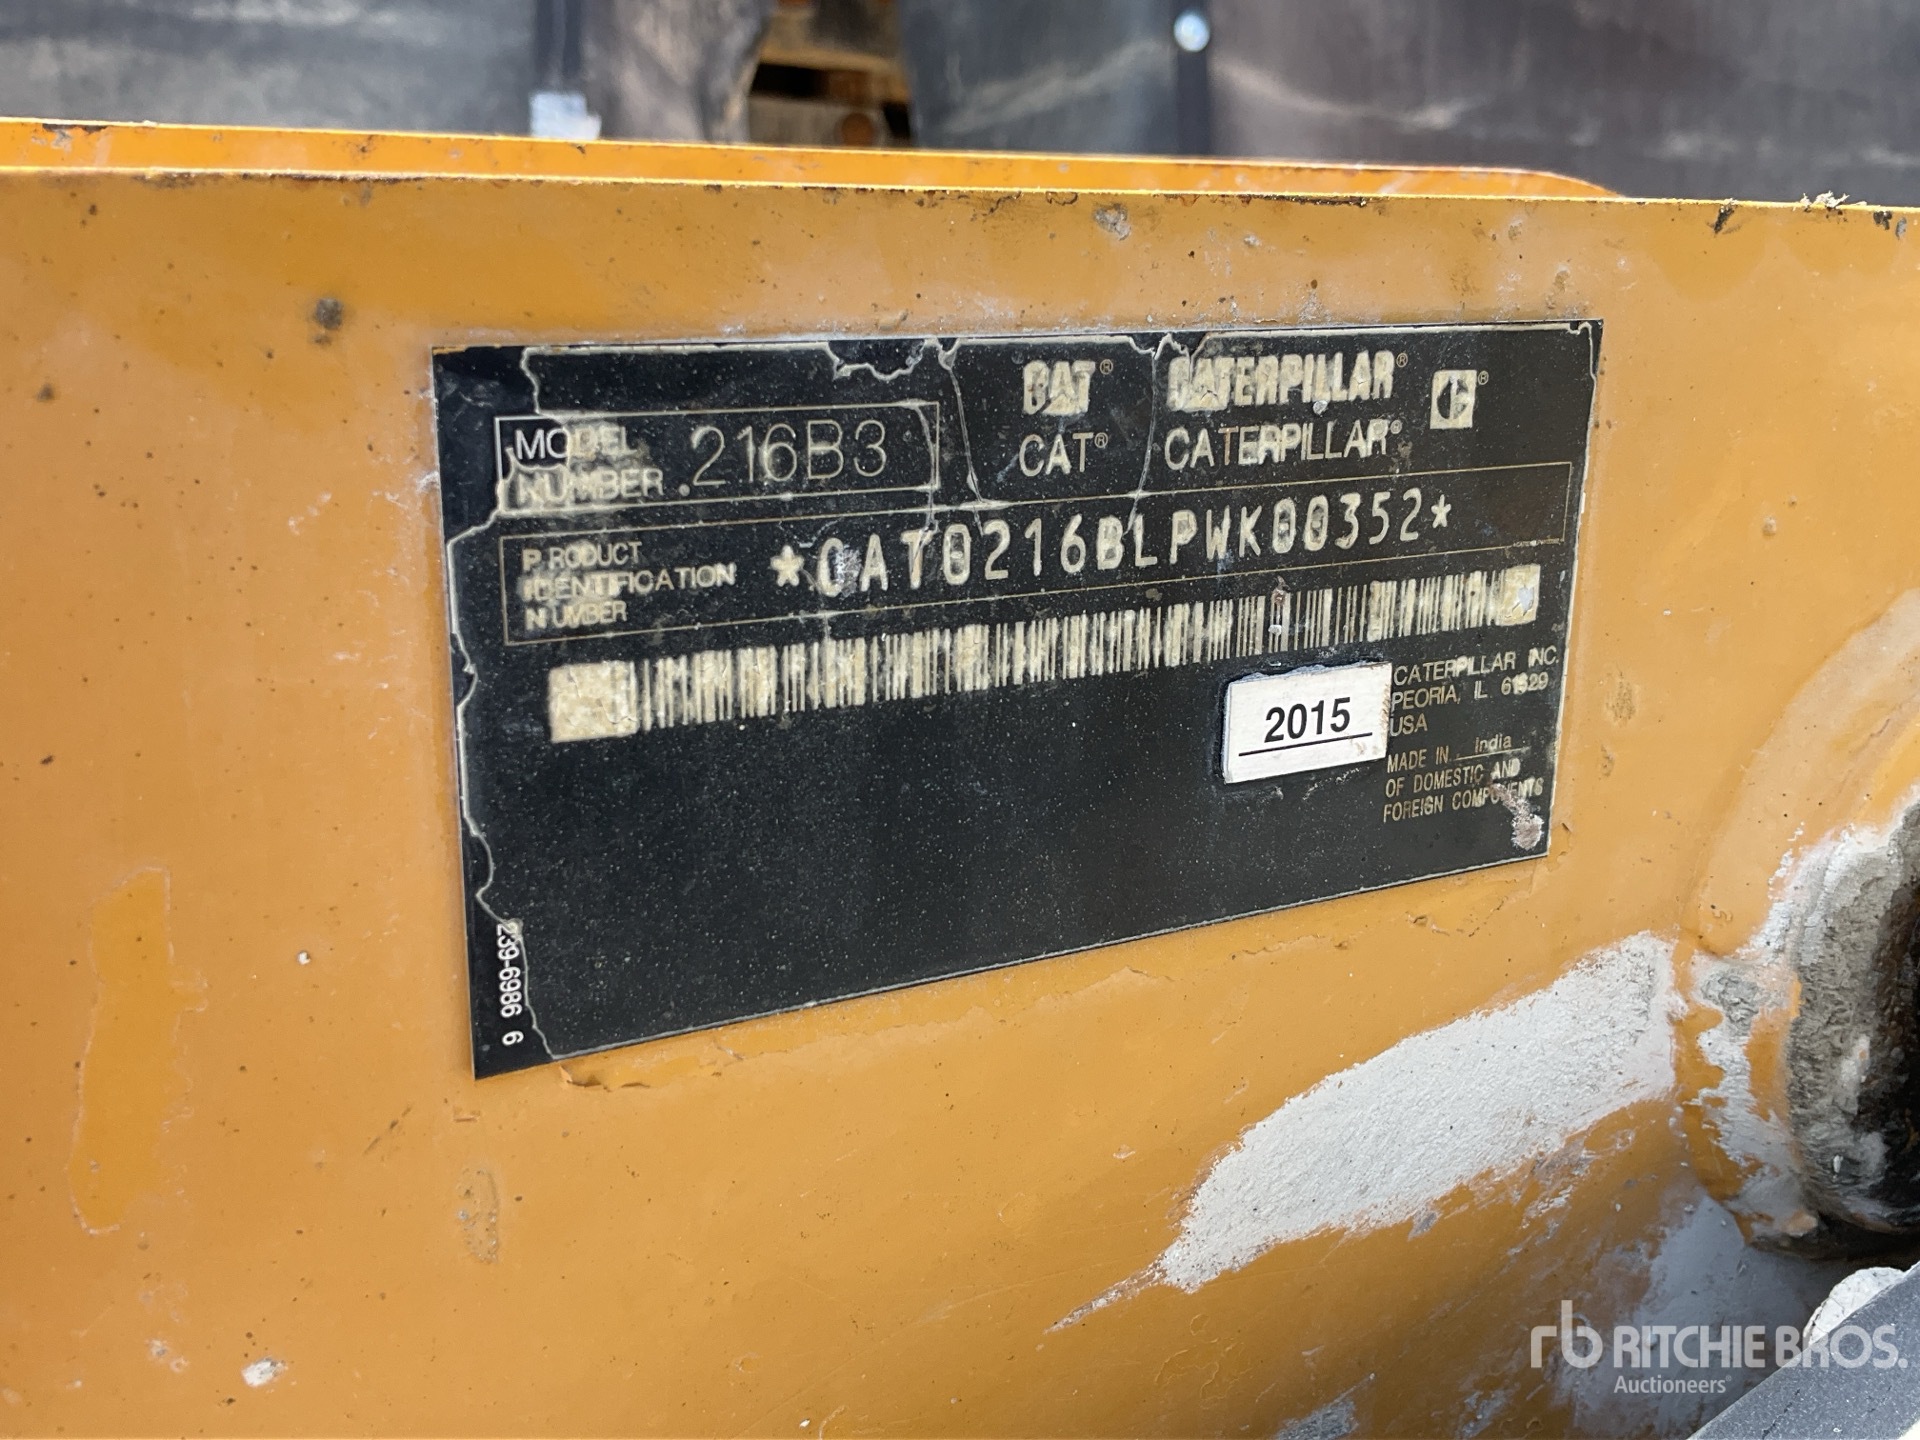 CAT® CATERPILLAR® C®
MODEL NUMBER .216B3
CAT® CATERPILLAR®
PRODUCT IDENTIFICATION NUMBER *CAT0216BLPWK00352*
2015
CATERPILLAR INC.
PEORIA, IL 61629
USA
MADE IN India
OF DOMESTIC AND
FOREIGN COMPONENTS
239-6986 6
rb RITCHIE BROS.
Auctioneers